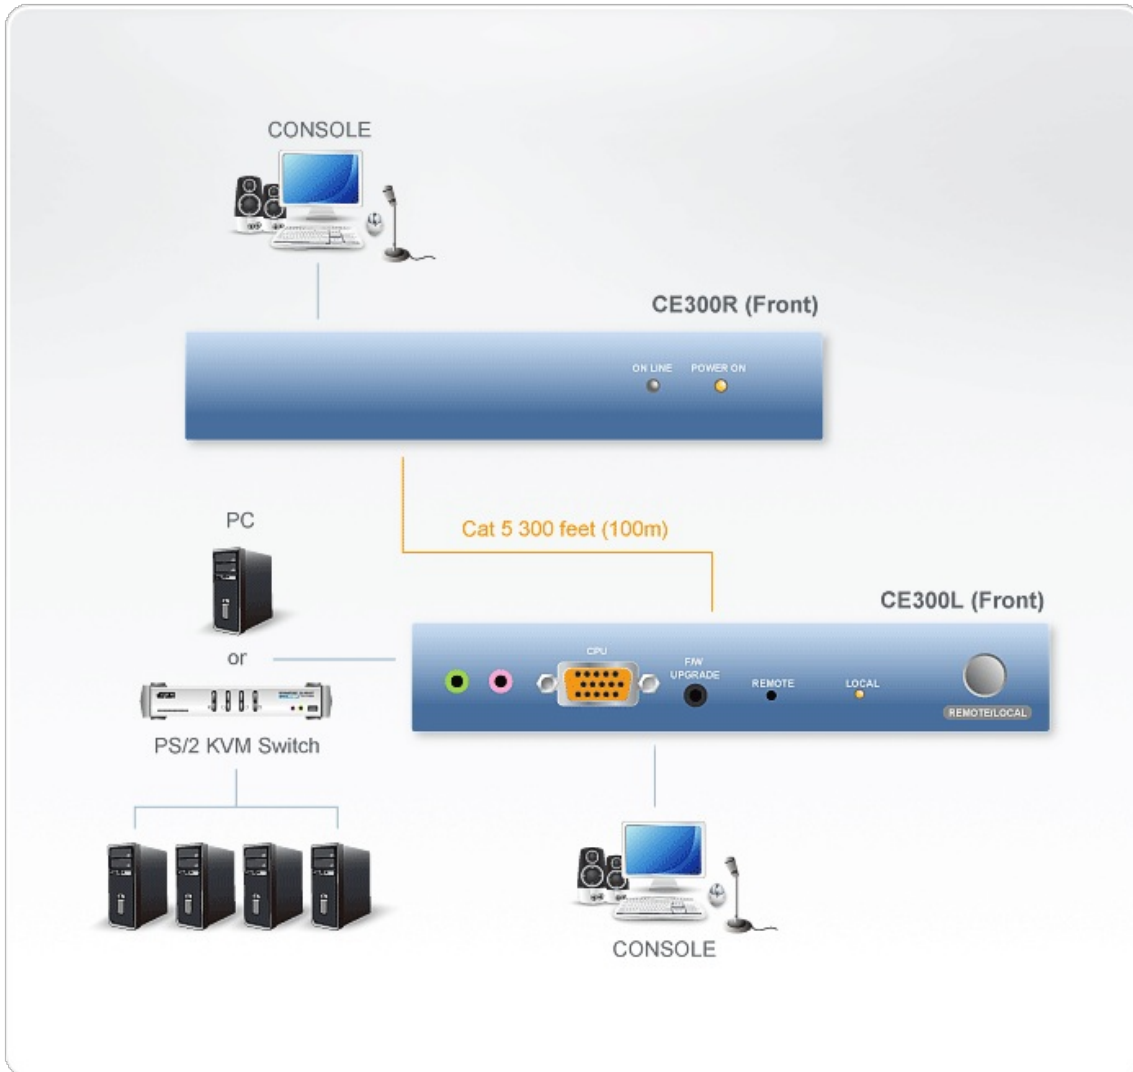 CONSOLE
CE300R (Front)
ON LINE
POWER ON
Cat 5 300 feet (100m)
PC
or
PS/2 KVM Switch
CE300L (Front)
CPU
F/W
UPGRADE
REMOTE
LOCAL
REMOTE/LOCAL
CONSOLE